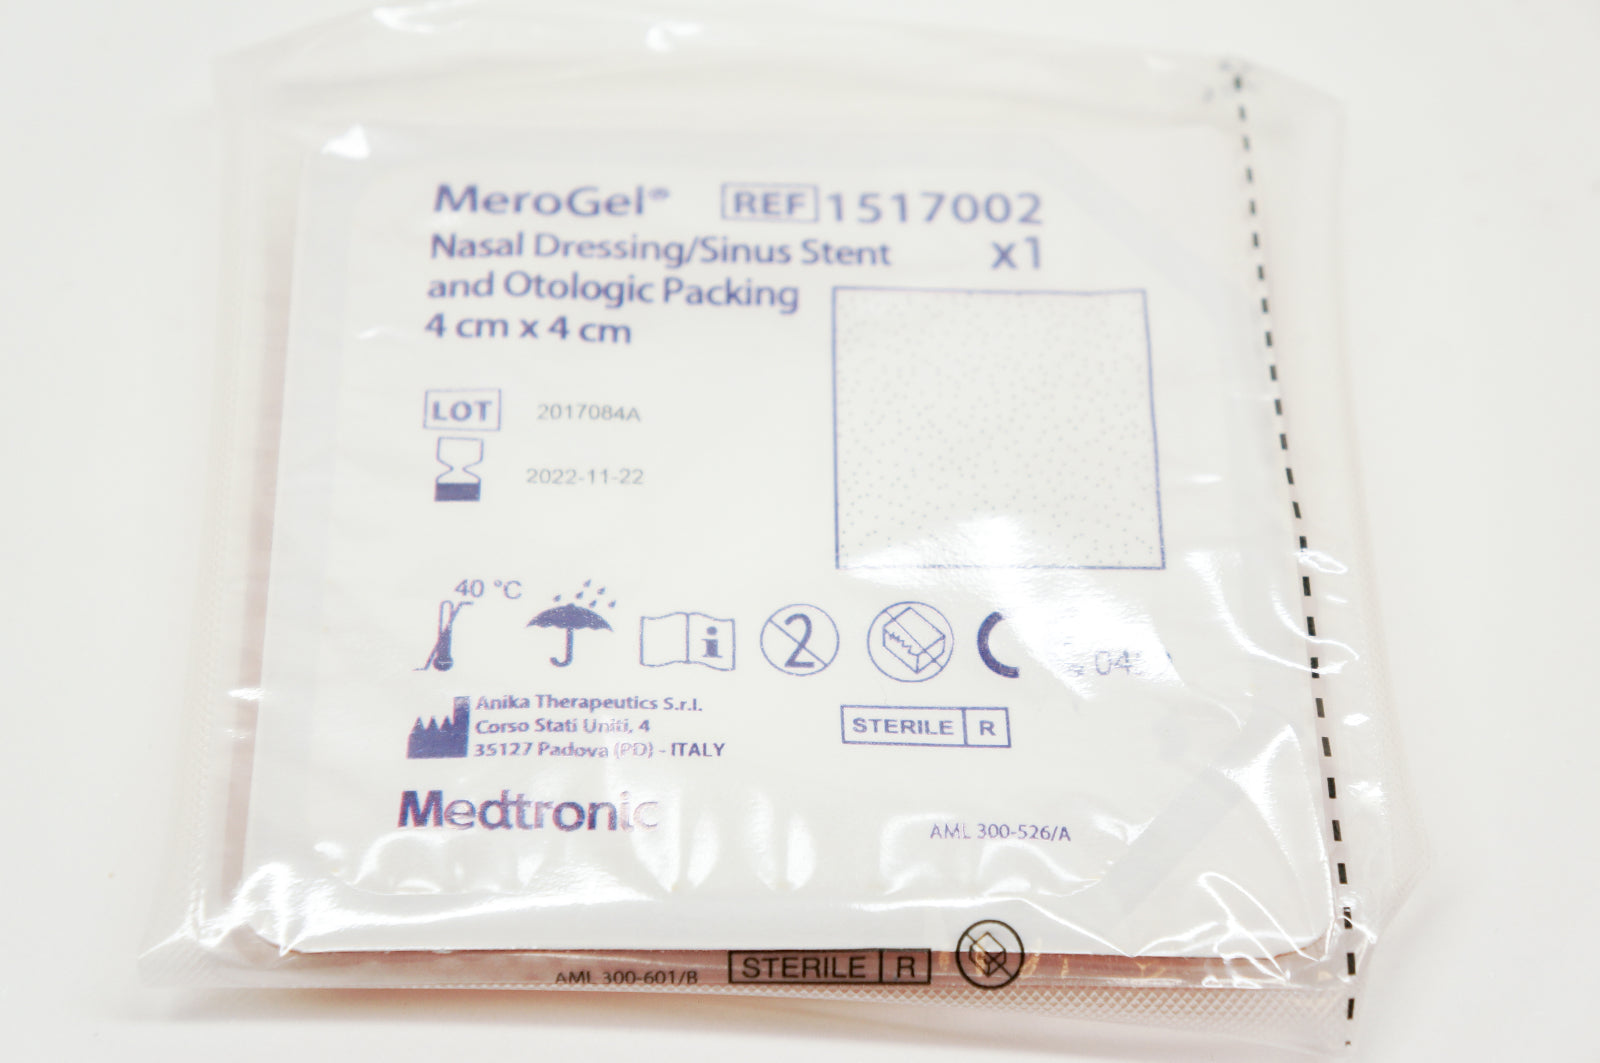 MeroGel® REF 1517002
Nasal Dressing/Sinus Stent x1
and Otologic Packing
4 cm x 4 cm
LOT 2017084A
2022-11-22
40 °C
i 2
Anika Therapeutics S.r.l.
Corso Stati Uniti, 4
35127 Padova (PD) - ITALY
STERILE R
Medtronic
AML 300-526/A
AML 300-601/B STERILE R